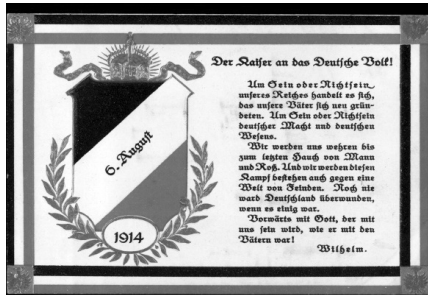 Der Kaiser an das Deutsche Volk!
Um Sein oder Nichtsein
unseres Reiches handelt es sich,
das unsere Väter sich neu grün-
deten. Um Sein oder Nichtsein
deutscher Macht und deutschen
Wesens.
Wir werden uns wehren bis
zum letzten Hauch von Mann
und Roß. Und wir werden diesen
Kampf bestehen auch gegen eine
Welt von Feinden. Noch nie
ward Deutschland überwunden,
wenn es einig war.
Vorwärts mit Gott, der mit
uns sein wird, wie er mit den
Vätern war!
Wilhelm.
6. August
1914